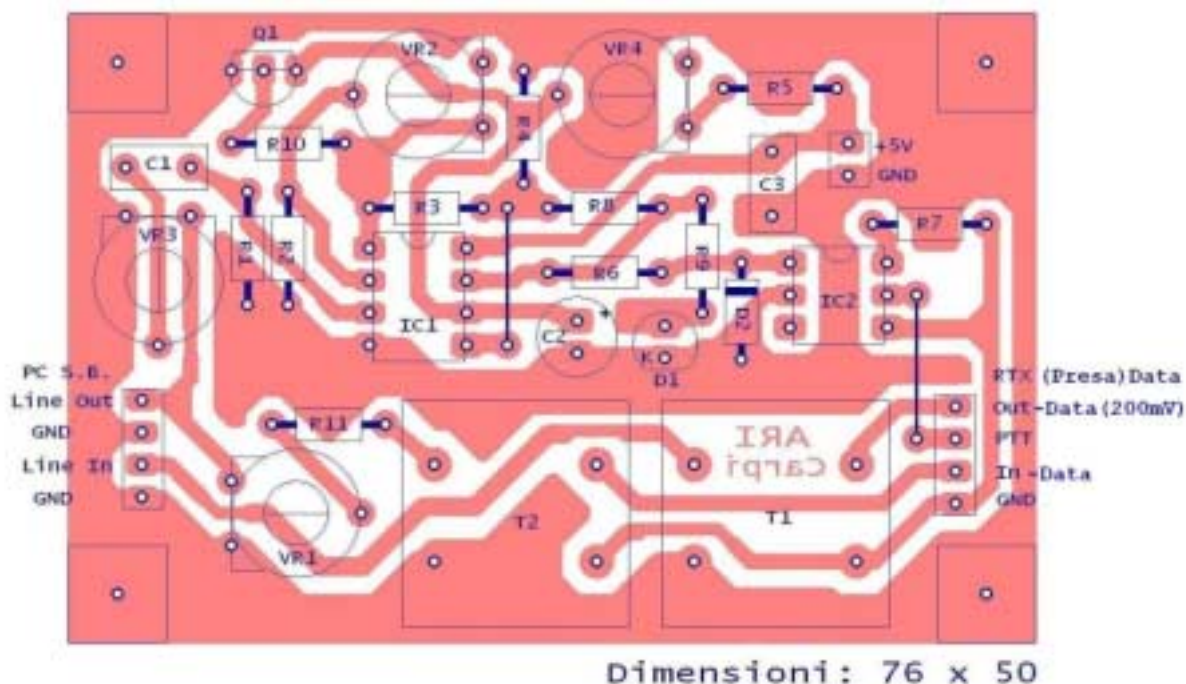 Q1
VR2
VR4
R5
R4
R10
+5V
C1
GND
C3
R3
R8
R7
VR3
R1
R2
R9
R6
IC2
D2
IC1
C2
+
K
D1
PC S.B.
RTX (Presa)Data
Line Out
Out-Data(200mV)
GND
R11
ARI
PTT
Line In
Carpi
In-Data
GND
GND
T2
T1
VR1
Dimensioni: 76 x 50